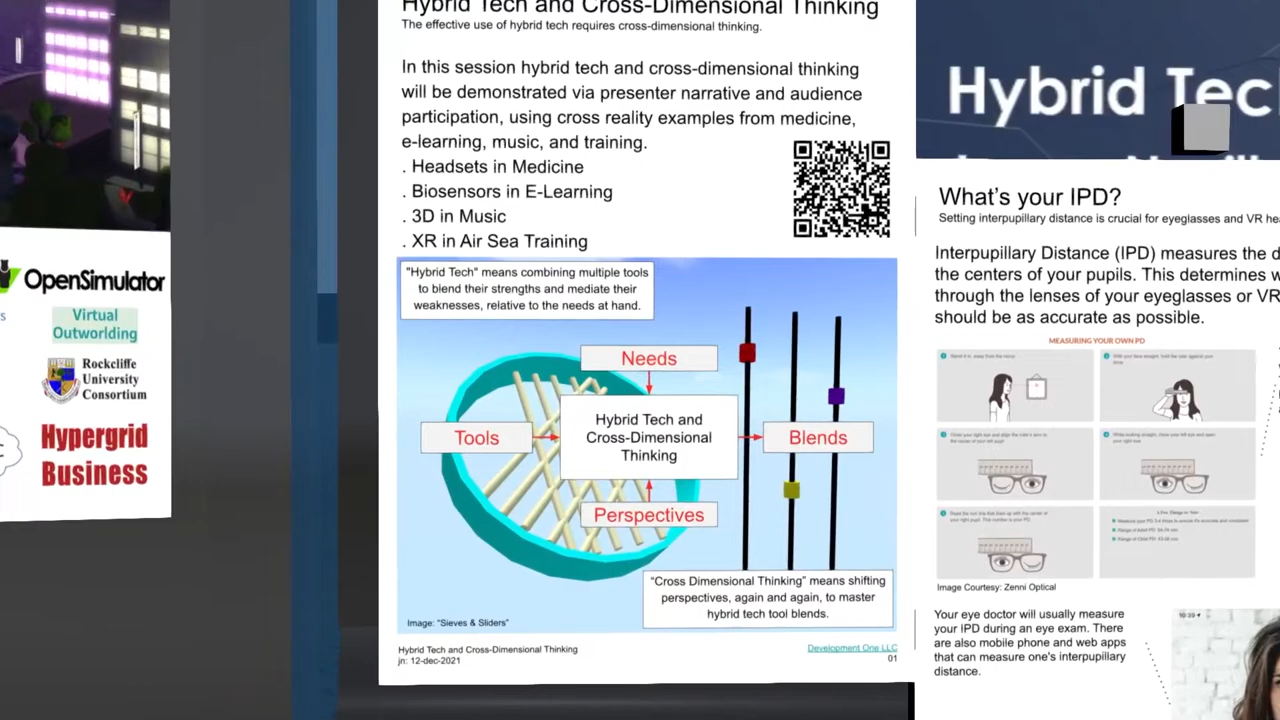 OpenSimulator
Virtual
Outworlding
Rockcliffe
University
Consortium
Hypergrid
Business
Hybrid Tech and Cross-Dimensional Thinking
The effective use of hybrid tech requires cross-dimensional thinking.
In this session hybrid tech and cross-dimensional thinking
will be demonstrated via presenter narrative and audience
participation, using cross reality examples from medicine,
e-learning, music, and training.
. Headsets in Medicine
. Biosensors in E-Learning
. 3D in Music
. XR in Air Sea Training
"Hybrid Tech" means combining multiple tools
to blend their strengths and mediate their
weaknesses, relative to the needs at hand.
Needs
Tools
Hybrid Tech and
Cross-Dimensional
Thinking
Blends
Perspectives
"Cross Dimensional Thinking" means shifting
perspectives, again and again, to master
hybrid tech tool blends.
Image: "Sieves & Sliders"
Hybrid Tech and Cross-Dimensional Thinking
jn: 12-dec-2021
Development One LLC
01
Hybrid Tec
What's your IPD?
Setting interpupillary distance is crucial for eyeglasses and VR
Interpupillary Distance (IPD) measures the
the centers of your pupils. This determines
through the lenses of your eyeglasses or VR
should be as accurate as possible.
MEASURING YOUR OWN PD
Image Courtesy: Zenni Optical
Your eye doctor will usually measure
your IPD during an eye exam. There
are also mobile phone and web apps
that can measure one's interpupillary
distance.
10:39